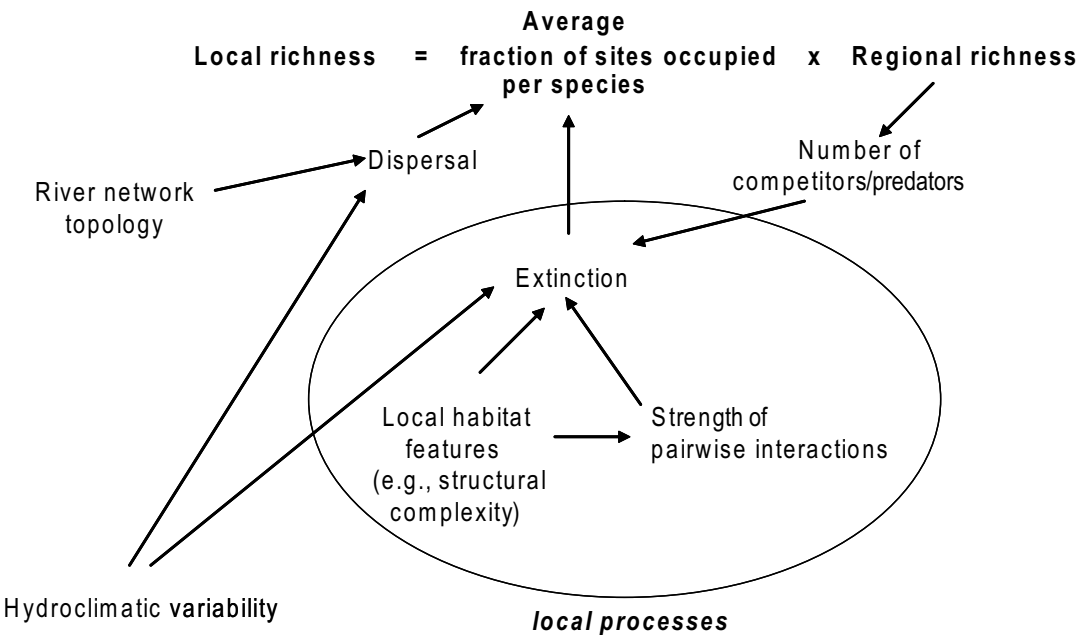 Average
Local richness = fraction of sites occupied x Regional richness
per species
Dispersal
Number of
competitors/predators
River network
topology
Extinction
Local habitat
features
(e.g., structural
complexity)
Strength of
pairwise interactions
Hydroclimatic variability
local processes